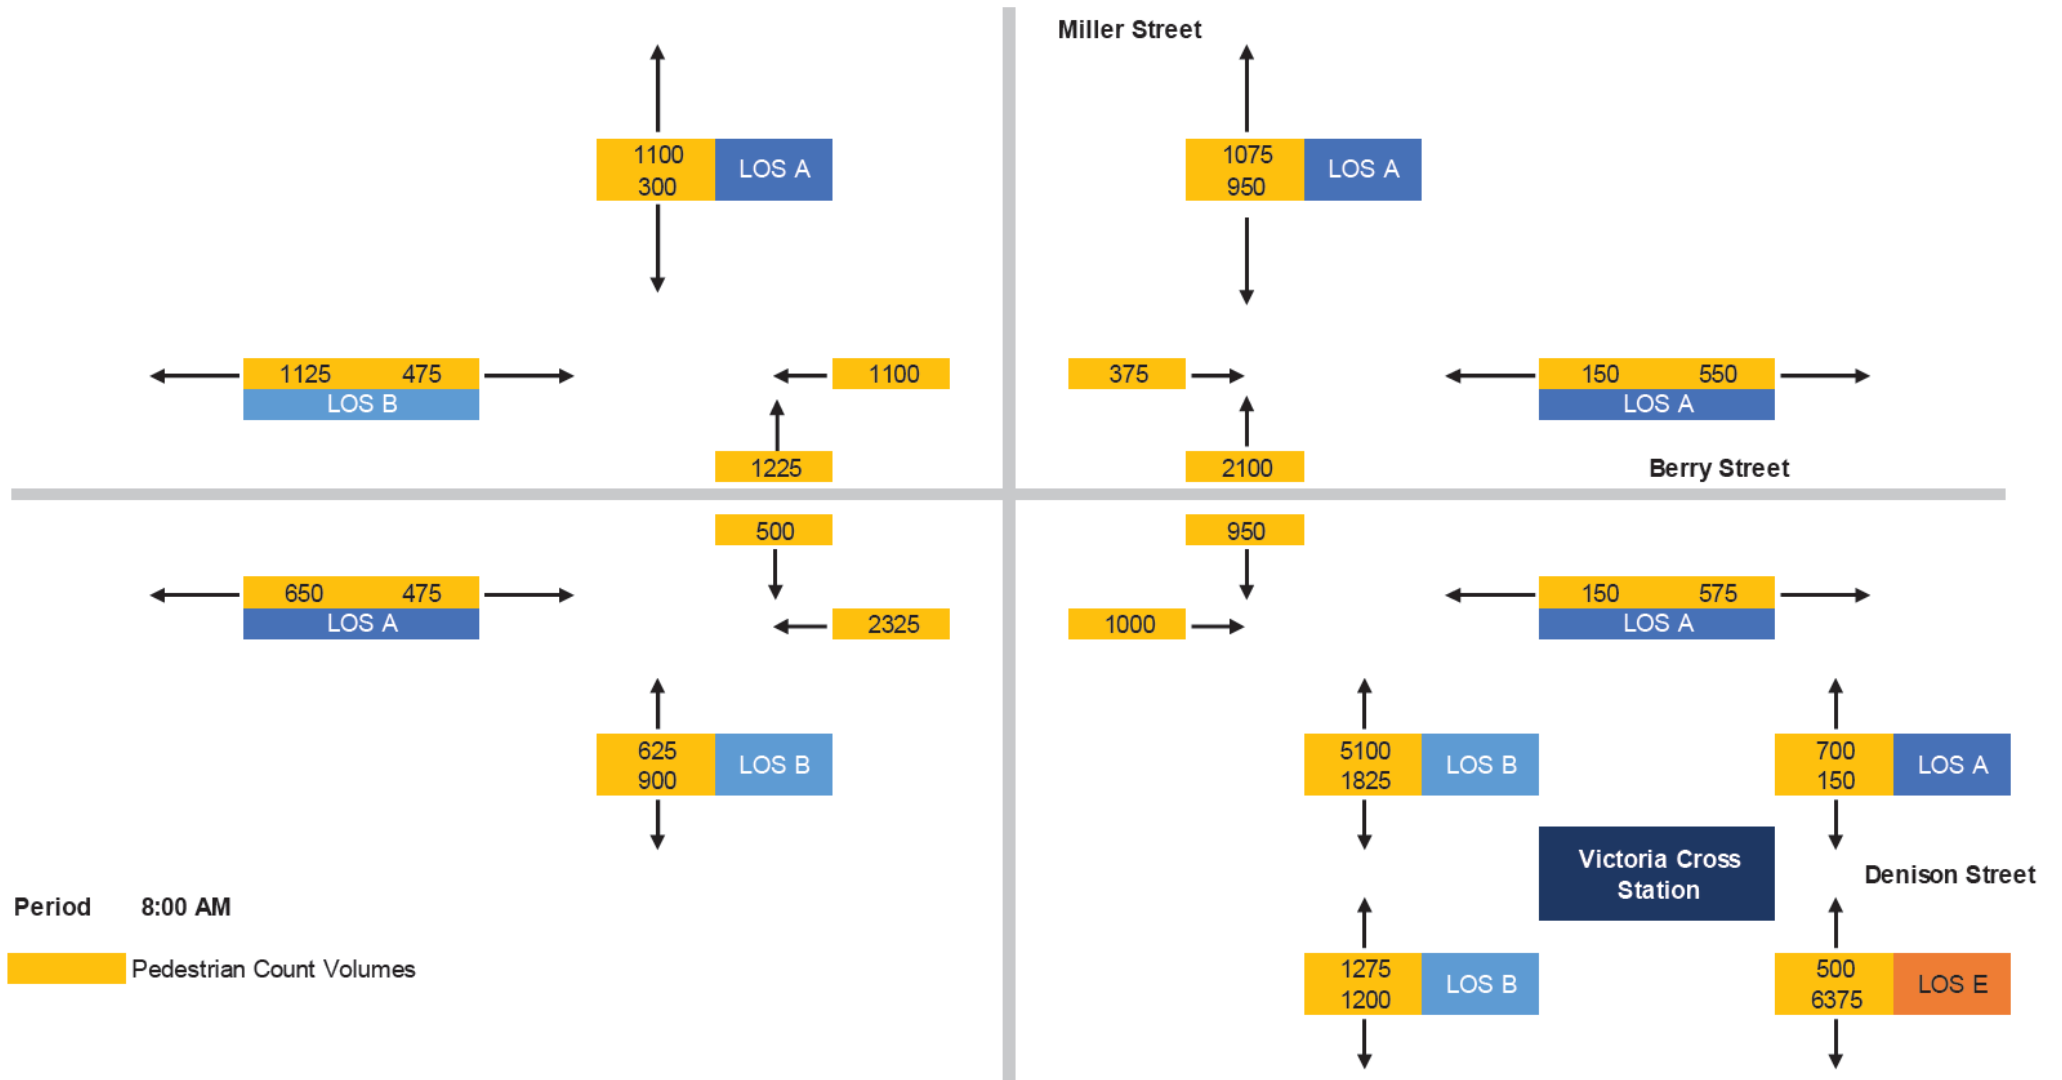 Miller Street
1100
300
LOS A
1075
950
LOS A
1125 475
LOS B
1100
375
150 550
LOS A
1225
2100
Berry Street
500
950
650 475
LOS A
2325
1000
150 575
LOS A
625
900
LOS B
5100
1825
LOS B
700
150
LOS A
Victoria Cross
Station
Denison Street
Period 8:00 AM
Pedestrian Count Volumes
1275
1200
LOS B
500
6375
LOS E